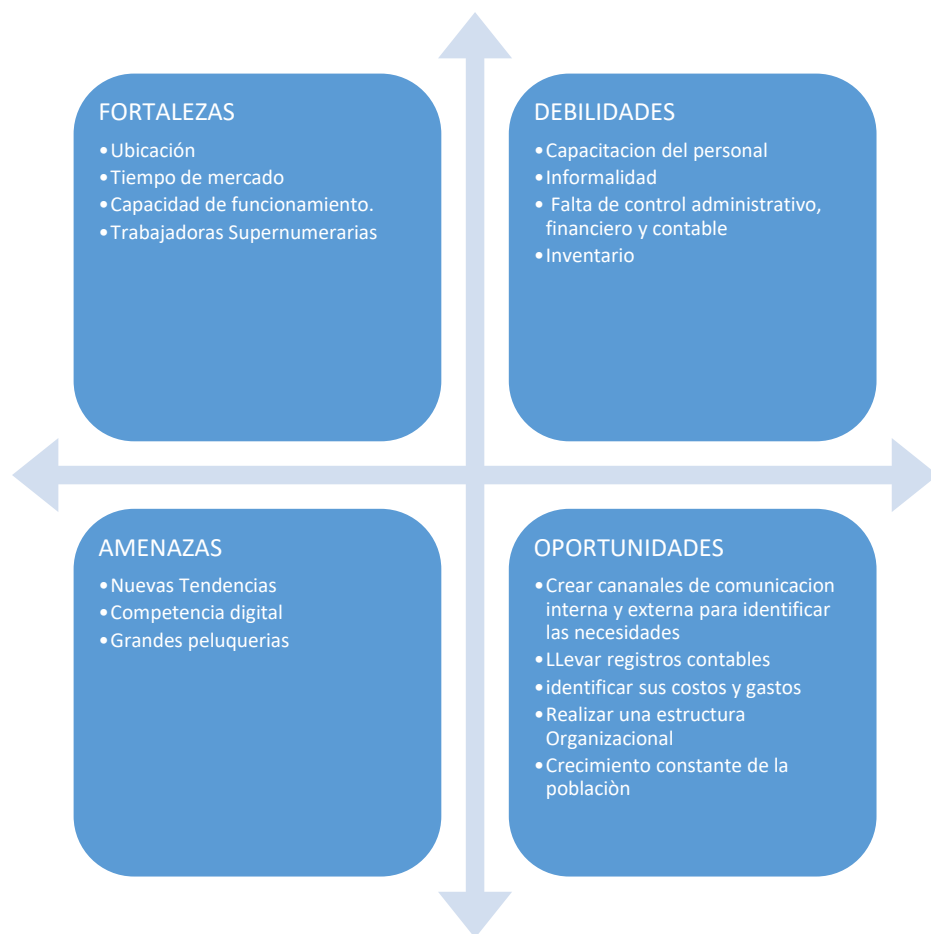 FORTALEZAS
•Ubicación
•Tiempo de mercado
•Capacidad de funcionamiento.
•Trabajadoras Supernumerarias
DEBILIDADES
•Capacitacion del personal
•Informalidad
• Falta de control administrativo,
financiero y contable
•Inventario
AMENAZAS
•Nuevas Tendencias
•Competencia digital
•Grandes peluquerias
OPORTUNIDADES
•Crear cananales de comunicacion
interna y externa para identificar
las necesidades
•LLevar registros contables
•identificar sus costos y gastos
•Realizar una estructura
Organizacional
•Crecimiento constante de la
poblaciòn